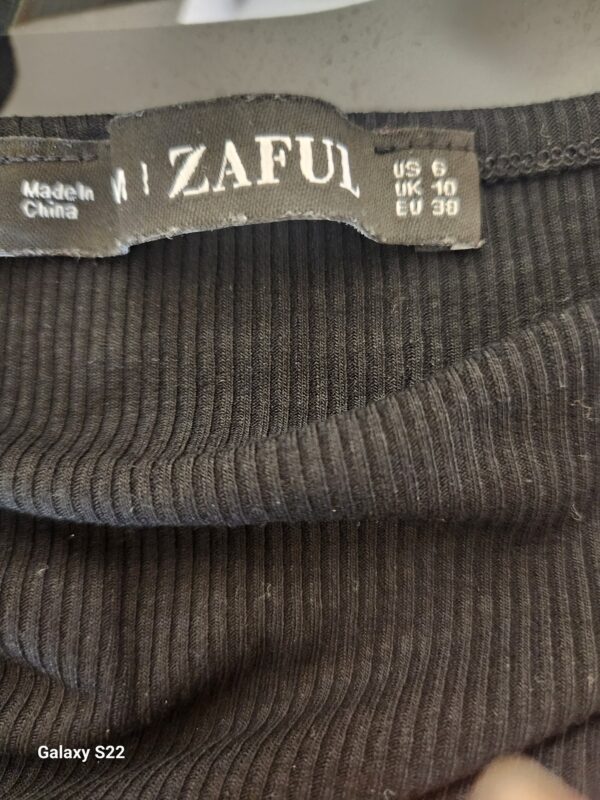 Made In
China
M | ZAFUL
US 6
UK 10
EU 38
Galaxy S22